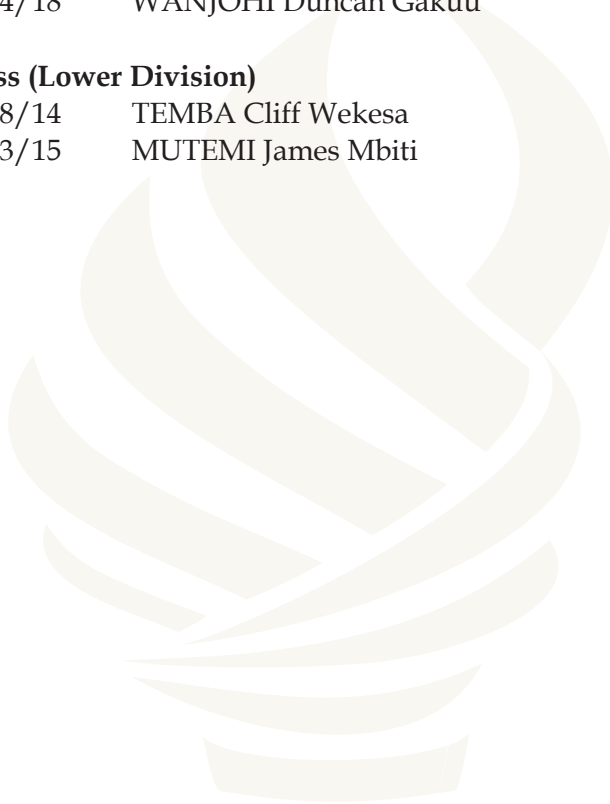 4/18 WANJOHI Duncan Gakuu
ss (Lower Division)
8/14 TEMBA Cliff Wekesa
3/15 MUTEMI James Mbiti